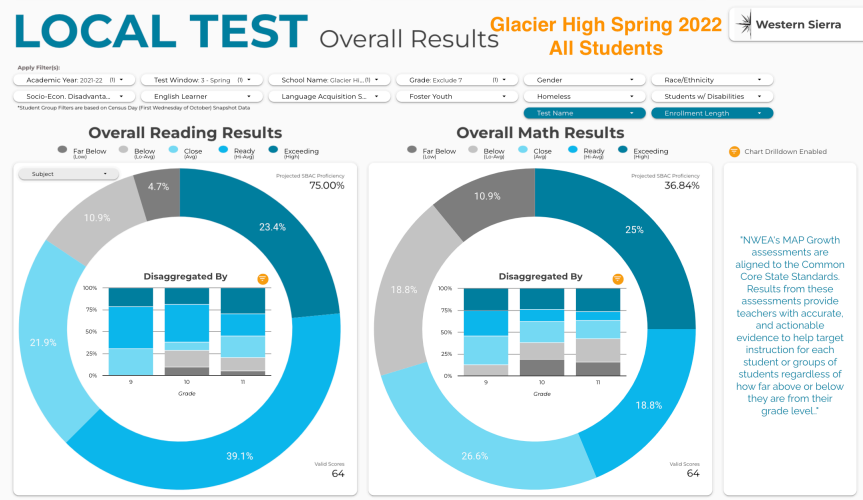 LOCAL TEST Overall Results
Glacier High Spring 2022
All Students
Western Sierra
Apply Filter(s):
Academic Year: 2021-22 (1)
Test Window: 3 - Spring (1)
School Name: Glacier Hi... (1)
Grade: Exclude 7 (1)
Gender
Race/Ethnicity
Socio-Econ. Disadvanta...
English Learner
Language Acquisition S...
Foster Youth
Homeless
Students w/ Disabilities
*Student Group Filters are based on Census Day (First Wednesday of October) Snapshot Data
Test Name
Enrollment Length
Overall Reading Results
Far Below
(Low)
Below
(Lo-Avg)
Close
(Avg)
Ready
(Hi-Avg)
Exceeding
(High)
Subject
Projected SBAC Proficiency
75.00%
4.7%
10.9%
23.4%
21.9%
39.1%
Disaggregated By
100%
75%
50%
25%
0%
9
10
11
Grade
Valid Scores
64
Overall Math Results
Far Below
(Low)
Below
(Lo-Avg)
Close
(Avg)
Ready
(Hi-Avg)
Exceeding
(High)
Projected SBAC Proficiency
36.84%
10.9%
25%
18.8%
18.8%
26.6%
Disaggregated By
100%
75%
50%
25%
0%
9
10
11
Grade
Valid Scores
64
Chart Drilldown Enabled
"NWEA's MAP Growth
assessments are
aligned to the Common
Core State Standards.
Results from these
assessments provide
teachers with accurate,
and actionable
evidence to help target
instruction for each
student or groups of
students regardless of
how far above or below
they are from their
grade level."